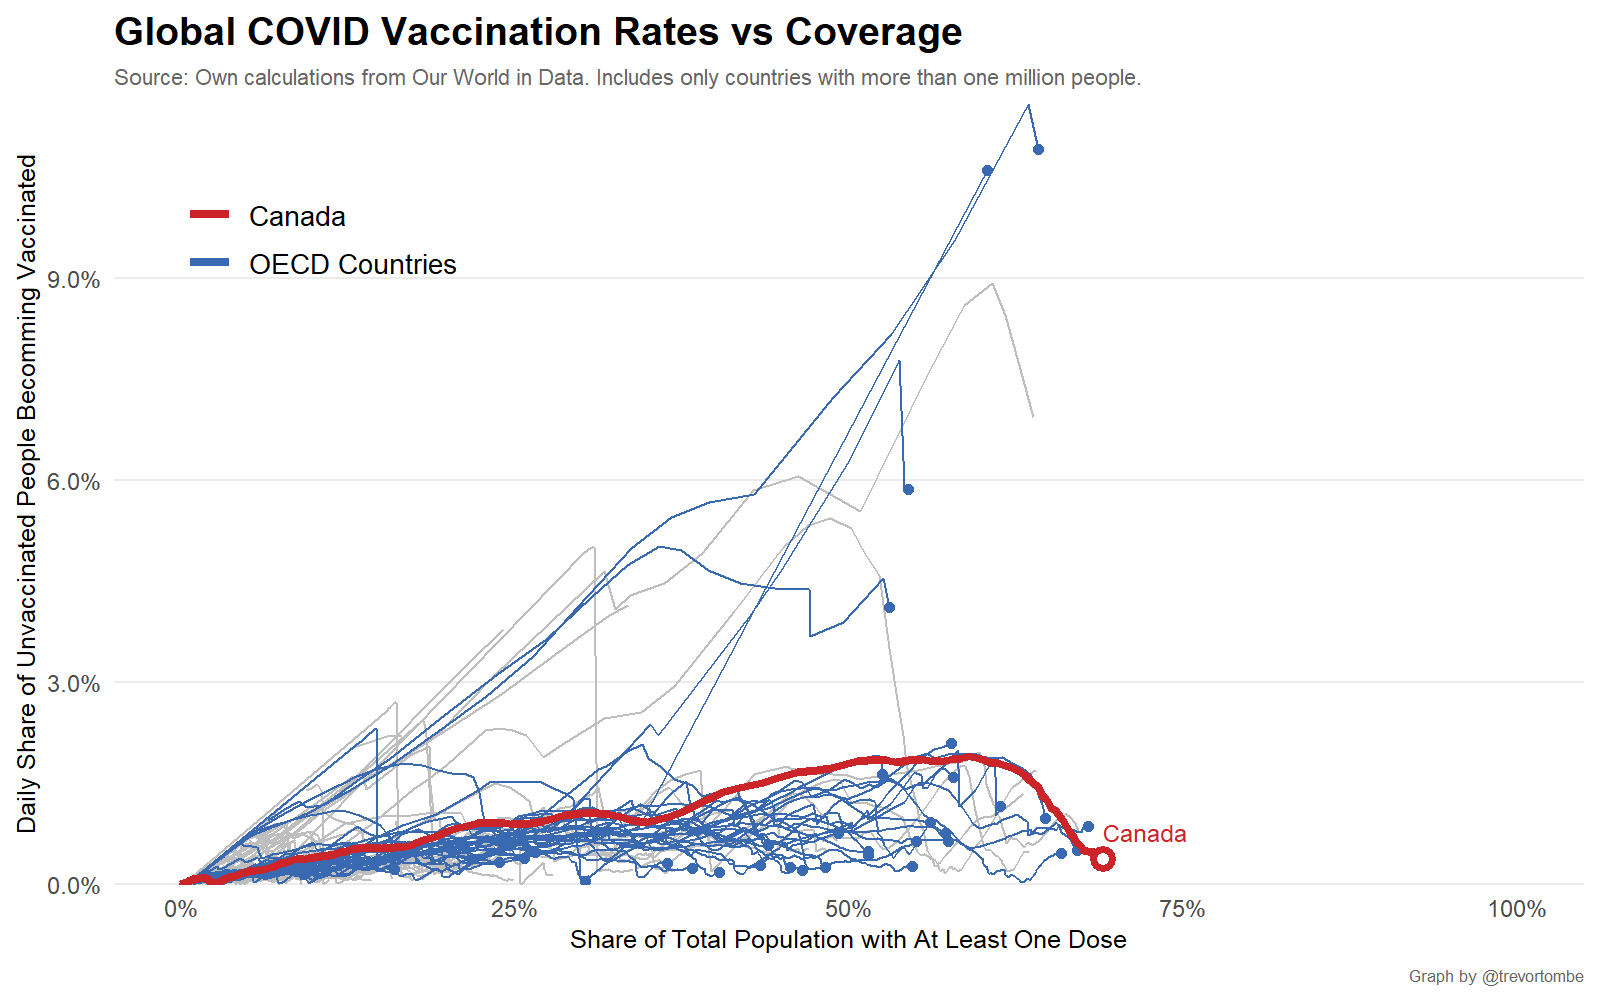 Global COVID Vaccination Rates vs Coverage
Source: Own calculations from Our World in Data. Includes only countries with more than one million people.
Daily Share of Unvaccinated People Becomming Vaccinated
Canada
OECD Countries
9.0%
6.0%
3.0%
0.0%
Canada
0%
25%
50%
75%
100%
Share of Total Population with At Least One Dose
Graph by @trevortombe